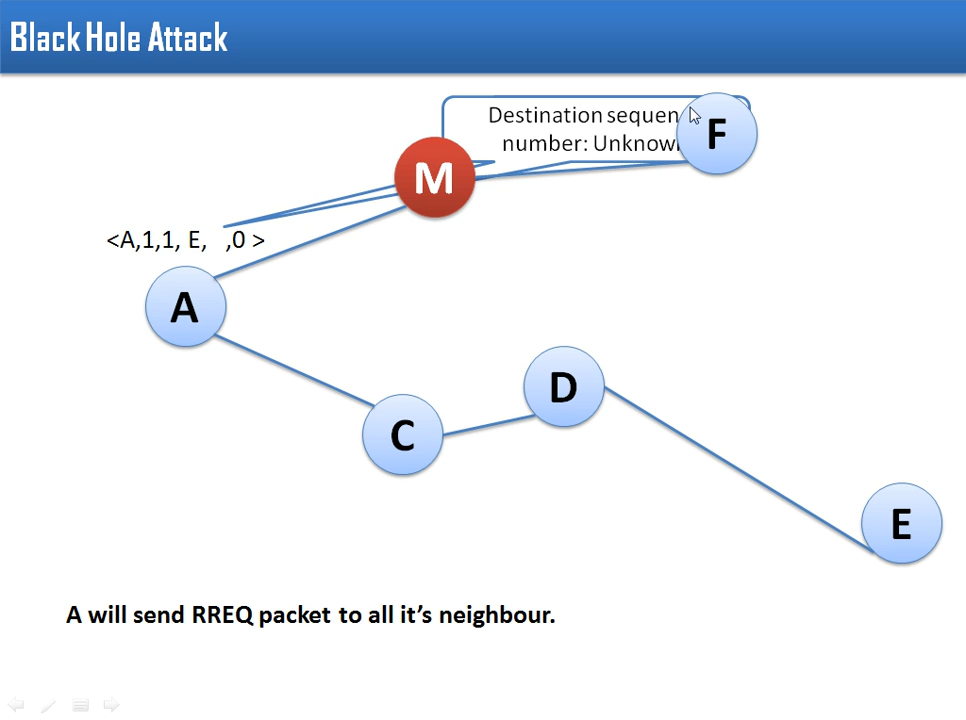 Black Hole Attack
Destination sequen
number: Unknow
F
M
<A,1,1, E, ,0 >
A
D
C
E
A will send RREQ packet to all it’s neighbour.